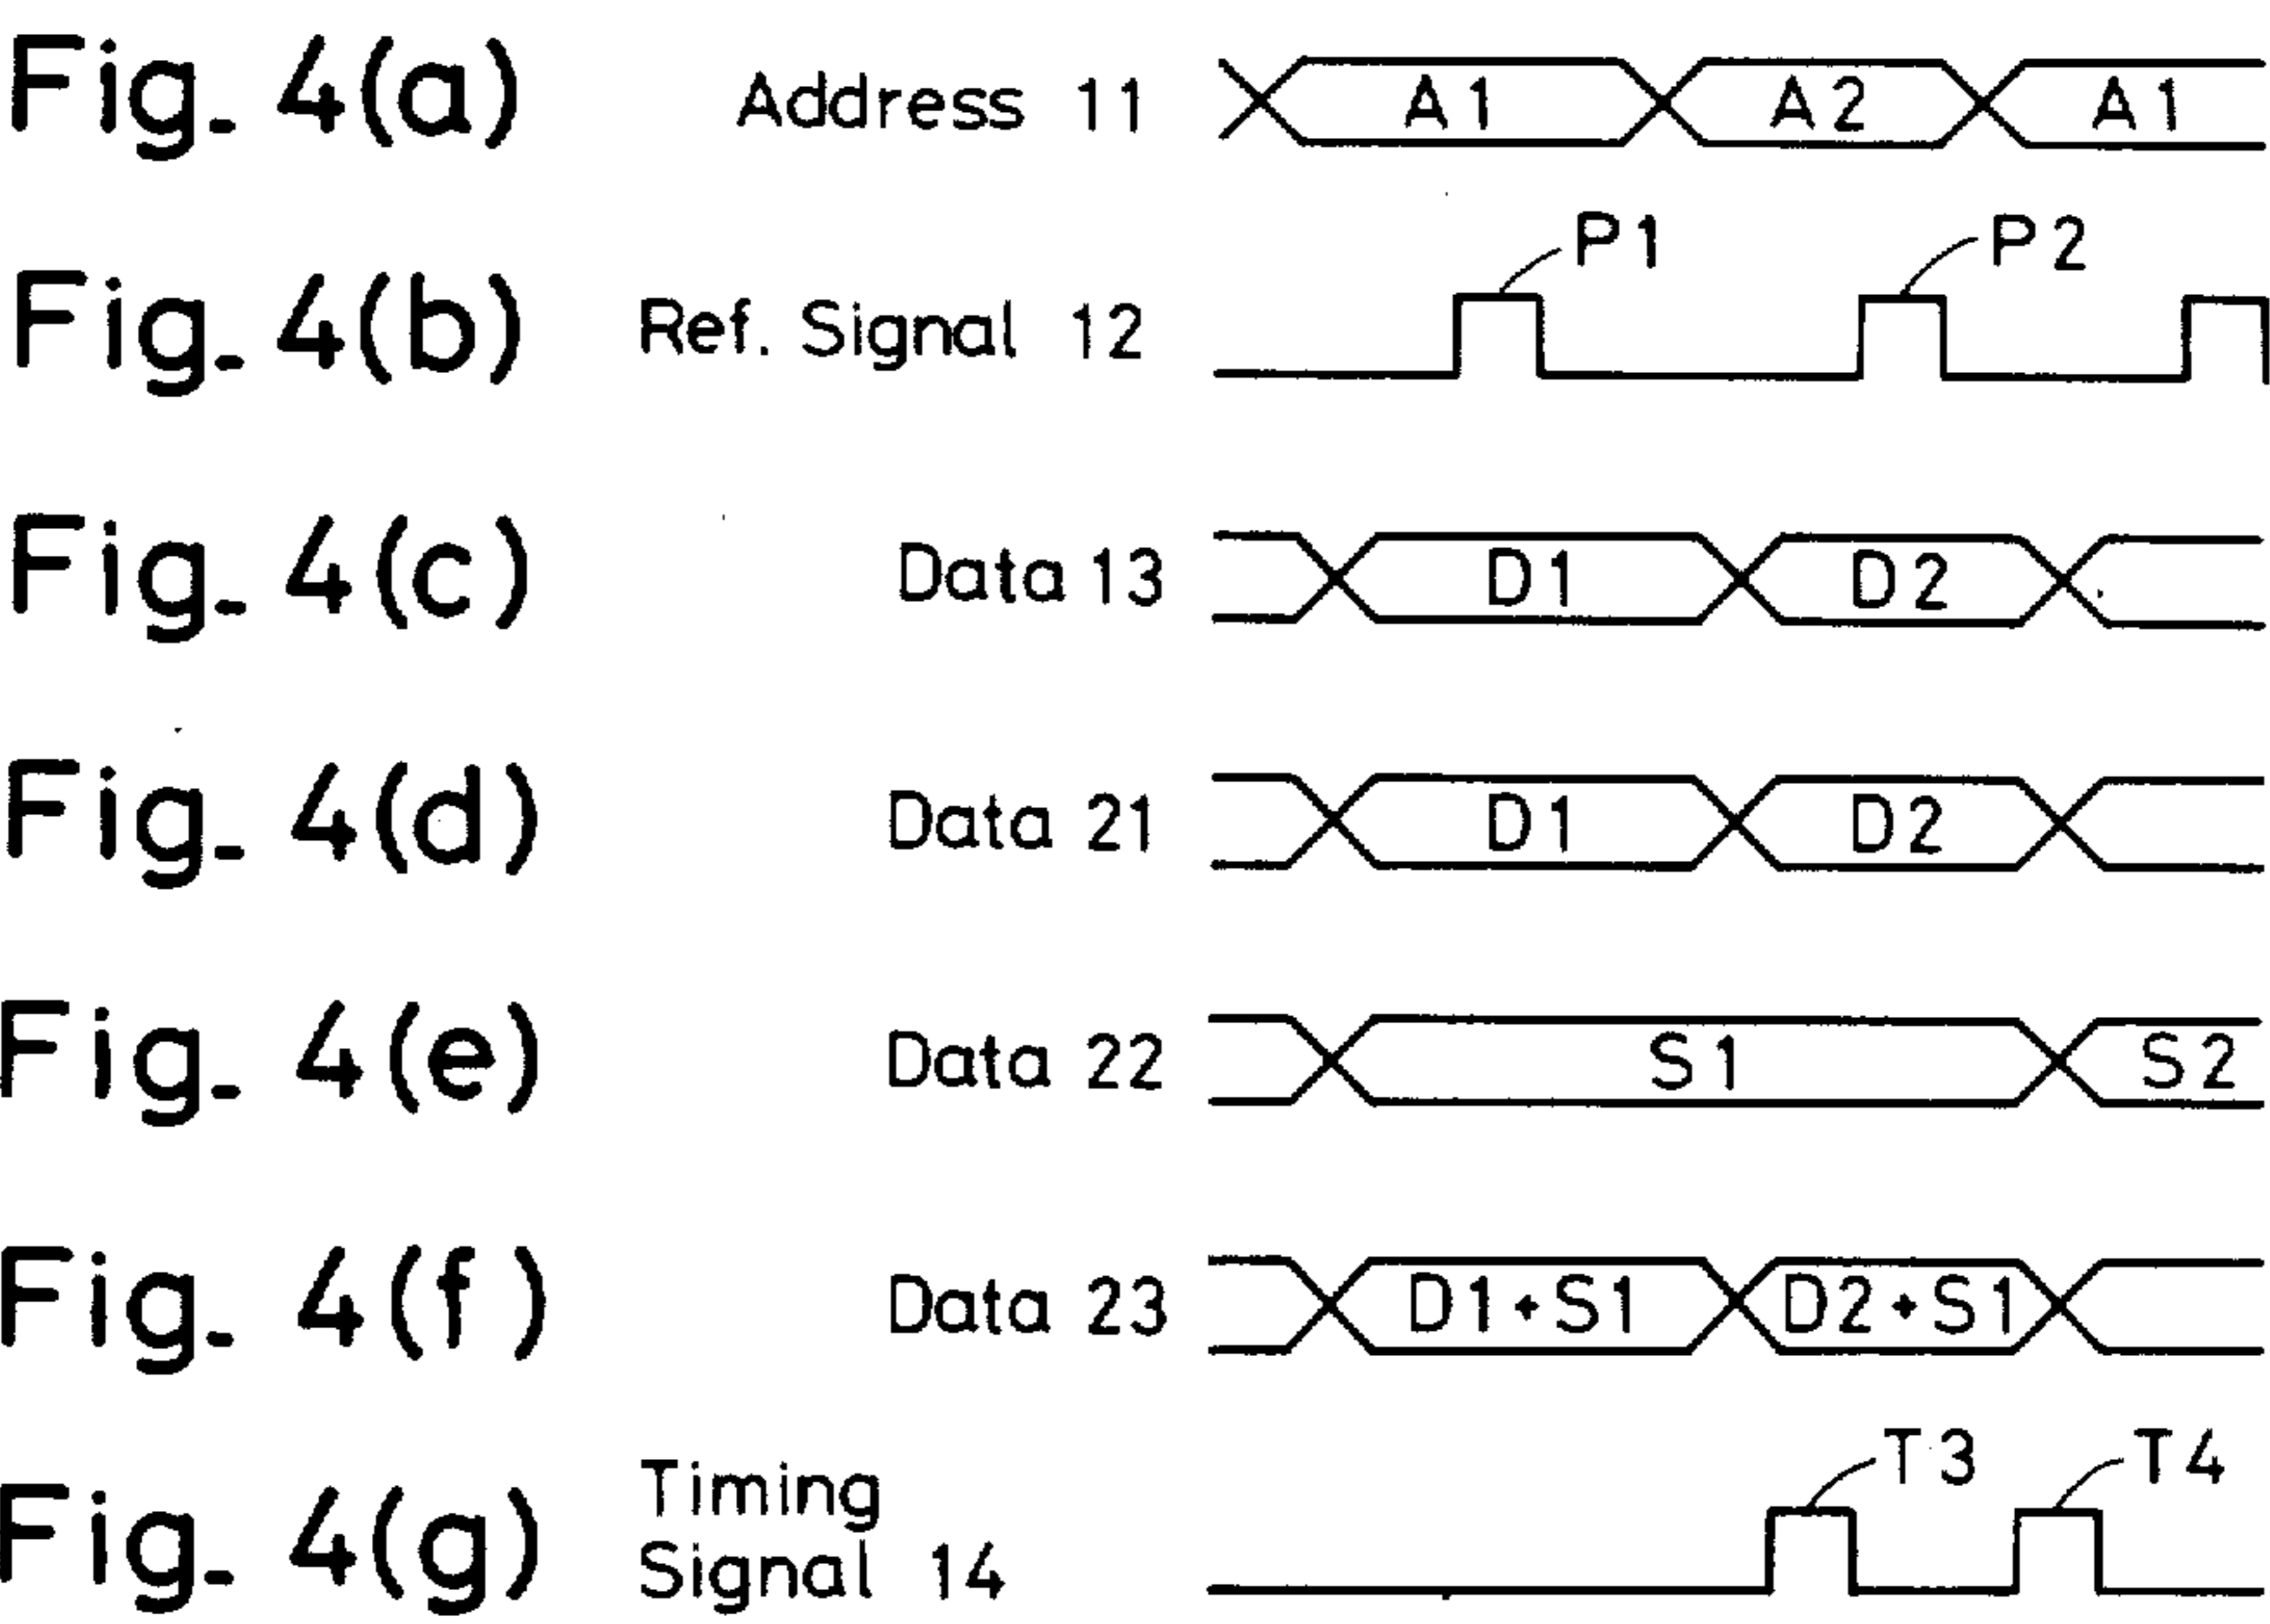 Fig. 4(a) Address 11 A1 A2 A1
P1 P2
Fig. 4(b) Ref. Signal 12
Fig. 4(c) Data 13 D1 D2
Fig. 4(d) Data 21 D1 D2
Fig. 4(e) Data 22 S1 S2
Fig. 4(f) Data 23 D1・S1 D2・S1
T3 T4
Fig. 4(g) Timing
Signal 14